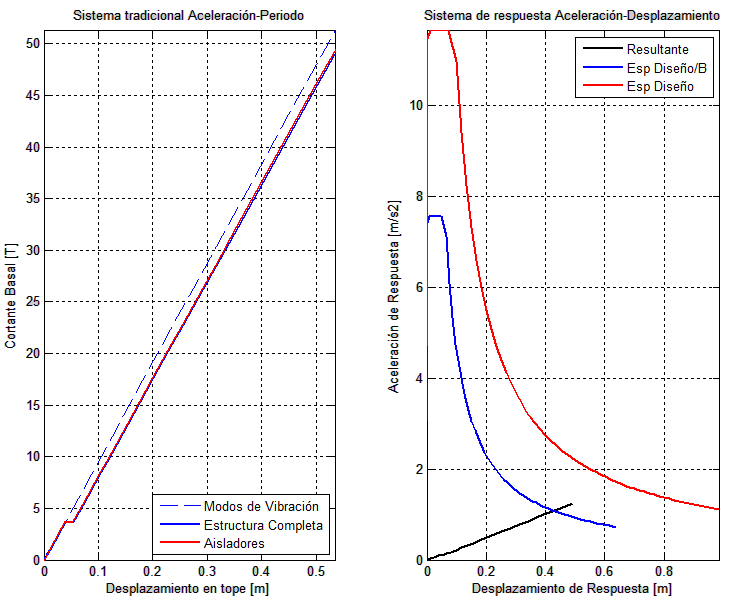 Sistema tradicional Aceleración-Periodo
50
45
40
35
30
25
20
15
10
5
0
Cortante Basal [T]
Modos de Vibración
Estructura Completa
Aisladores
0
0.1
0.2
0.3
0.4
0.5
Desplazamiento en tope [m]
Sistema de respuesta Aceleración-Desplazamiento
Resultante
Esp Diseño/B
Esp Diseño
10
8
6
4
2
0
Aceleración de Respuesta [m/s2]
0
0.2
0.4
0.6
0.8
Desplazamiento de Respuesta [m]